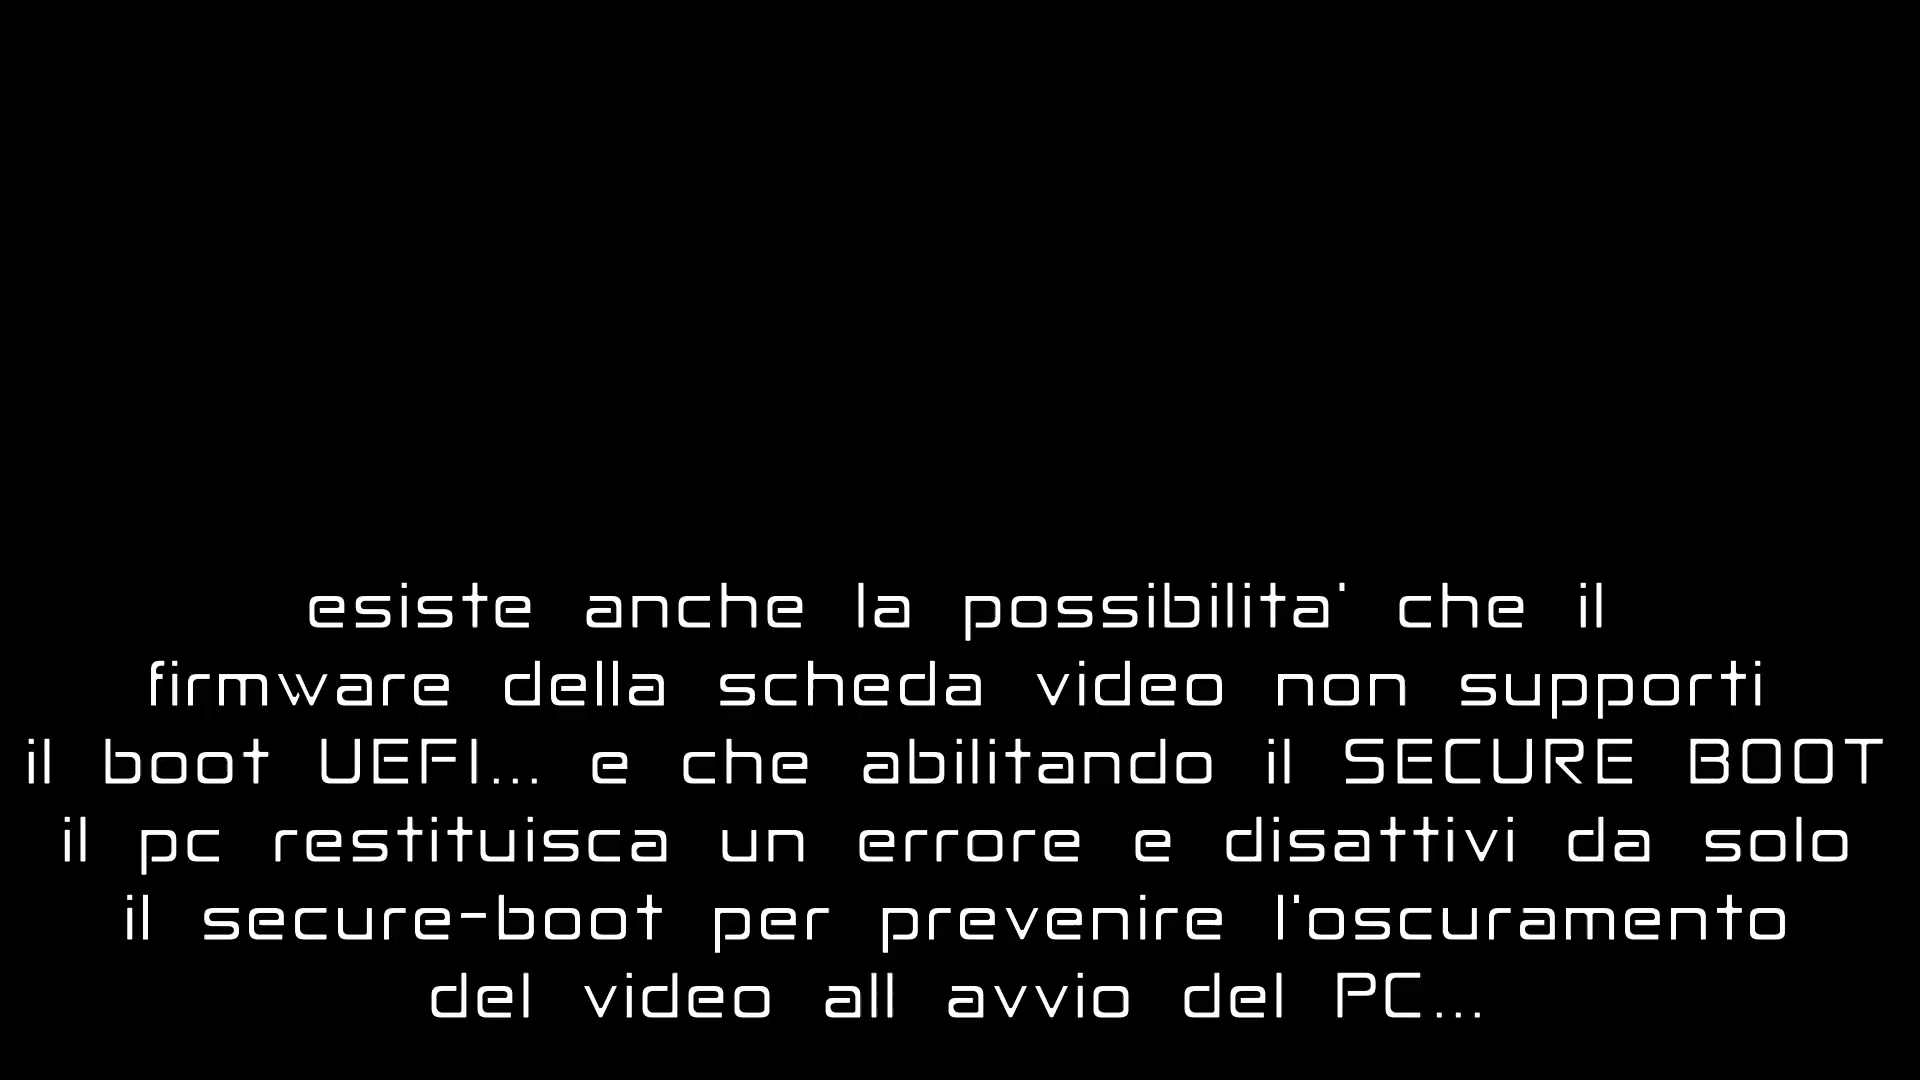 esiste anche la possibilita' che il
firmware della scheda video non supporti
il boot UEFI... e che abilitando il SECURE BOOT
il pc restituisca un errore e disattivi da solo
il secure-boot per prevenire l'oscuramento
del video all avvio del PC...